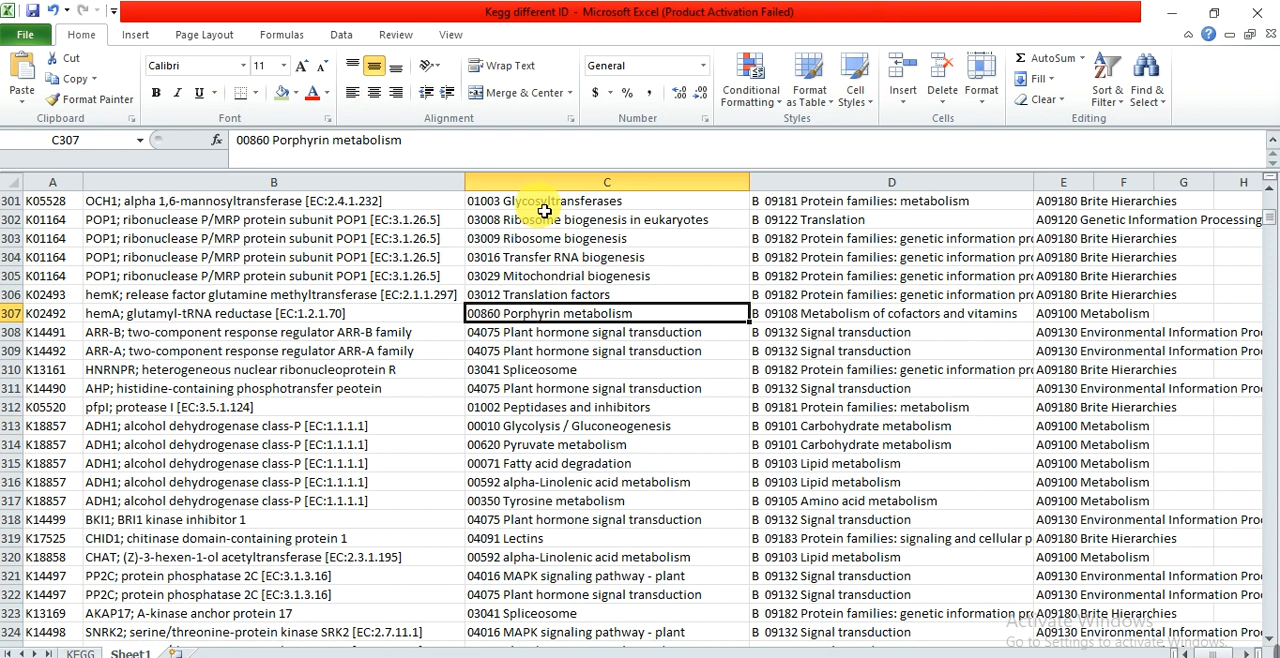 Kegg different ID - Microsoft Excel (Product Activation Failed)
File Home Insert Page Layout Formulas Data Review View
Paste Cut Copy Format Painter Clipboard
Calibri 11 A A B I U A Font
Wrap Text Merge & Center Alignment
General $ % , .0 .00 .00 .0 Number
Conditional Formatting Format as Table Cell Styles Styles
Insert Delete Format Cells
Σ AutoSum Fill Clear Sort & Filter Find & Select Editing
C307 fx 00860 Porphyrin metabolism
A B C D E F G H
301 K05528 OCH1; alpha 1,6-mannosyltransferase [EC:2.4.1.232] 01003 Glycosyltransferases B 09181 Protein families: metabolism A09180 Brite Hierarchies
302 K01164 POP1; ribonuclease P/MRP protein subunit POP1 [EC:3.1.26.5] 03008 Ribosome biogenesis in eukaryotes B 09122 Translation A09120 Genetic Information Processing
303 K01164 POP1; ribonuclease P/MRP protein subunit POP1 [EC:3.1.26.5] 03009 Ribosome biogenesis B 09182 Protein families: genetic information pr A09180 Brite Hierarchies
304 K01164 POP1; ribonuclease P/MRP protein subunit POP1 [EC:3.1.26.5] 03016 Transfer RNA biogenesis B 09182 Protein families: genetic information pr A09180 Brite Hierarchies
305 K01164 POP1; ribonuclease P/MRP protein subunit POP1 [EC:3.1.26.5] 03029 Mitochondrial biogenesis B 09182 Protein families: genetic information pr A09180 Brite Hierarchies
306 K02493 hemK; release factor glutamine methyltransferase [EC:2.1.1.297] 03012 Translation factors B 09182 Protein families: genetic information pr A09180 Brite Hierarchies
307 K02492 hemA; glutamyl-tRNA reductase [EC:1.2.1.70] 00860 Porphyrin metabolism B 09108 Metabolism of cofactors and vitamins A09100 Metabolism
308 K14491 ARR-B; two-component response regulator ARR-B family 04075 Plant hormone signal transduction B 09132 Signal transduction A09130 Environmental Information Pro
309 K14492 ARR-A; two-component response regulator ARR-A family 04075 Plant hormone signal transduction B 09132 Signal transduction A09130 Environmental Information Pro
310 K13161 HNRNPR; heterogeneous nuclear ribonucleoprotein R 03041 Spliceosome B 09182 Protein families: genetic information pr A09180 Brite Hierarchies
311 K14490 AHP; histidine-containing phosphotransfer peotein 04075 Plant hormone signal transduction B 09132 Signal transduction A09130 Environmental Information Pro
312 K05520 pfpI; protease I [EC:3.5.1.124] 01002 Peptidases and inhibitors B 09181 Protein families: metabolism A09180 Brite Hierarchies
313 K18857 ADH1; alcohol dehydrogenase class-P [EC:1.1.1.1] 00010 Glycolysis / Gluconeogenesis B 09101 Carbohydrate metabolism A09100 Metabolism
314 K18857 ADH1; alcohol dehydrogenase class-P [EC:1.1.1.1] 00620 Pyruvate metabolism B 09101 Carbohydrate metabolism A09100 Metabolism
315 K18857 ADH1; alcohol dehydrogenase class-P [EC:1.1.1.1] 00071 Fatty acid degradation B 09103 Lipid metabolism A09100 Metabolism
316 K18857 ADH1; alcohol dehydrogenase class-P [EC:1.1.1.1] 00592 alpha-Linolenic acid metabolism B 09103 Lipid metabolism A09100 Metabolism
317 K18857 ADH1; alcohol dehydrogenase class-P [EC:1.1.1.1] 00350 Tyrosine metabolism B 09105 Amino acid metabolism A09100 Metabolism
318 K14499 BKI1; BRI1 kinase inhibitor 1 04075 Plant hormone signal transduction B 09132 Signal transduction A09130 Environmental Information Pro
319 K17525 CHID1; chitinase domain-containing protein 1 04091 Lectins B 09183 Protein families: signaling and cellular p A09180 Brite Hierarchies
320 K18858 CHAT; (Z)-3-hexen-1-ol acetyltransferase [EC:2.3.1.195] 00592 alpha-Linolenic acid metabolism B 09103 Lipid metabolism A09100 Metabolism
321 K14497 PP2C; protein phosphatase 2C [EC:3.1.3.16] 04016 MAPK signaling pathway - plant B 09132 Signal transduction A09130 Environmental Information Pro
322 K14497 PP2C; protein phosphatase 2C [EC:3.1.3.16] 04075 Plant hormone signal transduction B 09132 Signal transduction A09130 Environmental Information Pro
323 K13169 AKAP17; A-kinase anchor protein 17 03041 Spliceosome B 09182 Protein families: genetic information pr A09180 Brite Hierarchies
324 K14498 SNRK2; serine/threonine-protein kinase SRK2 [EC:2.7.11.1] 04016 MAPK signaling pathway - plant B 09132 Signal transduction A09130 Environmental Information Pro
Activate Windows
Go to Settings to activate Windows.
KEGG Sheet1